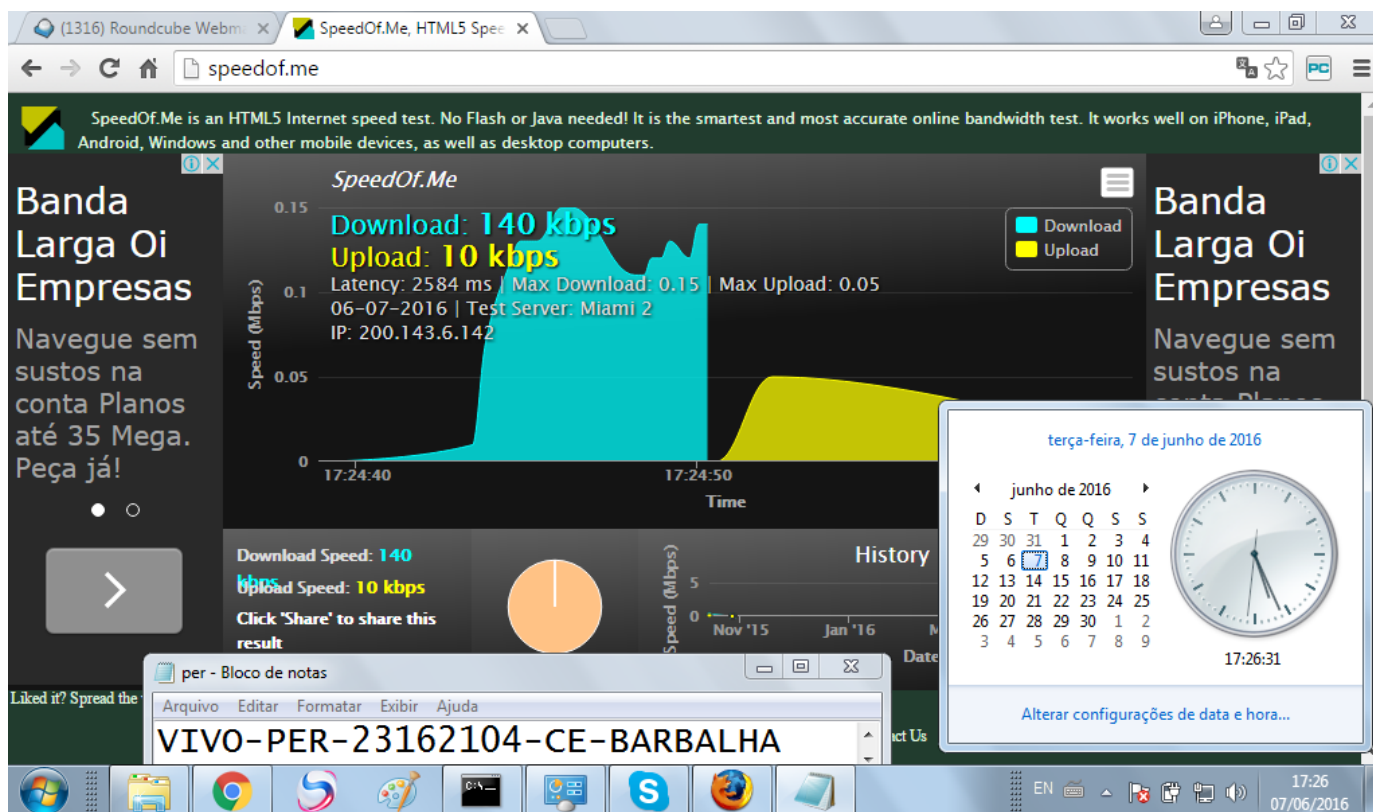 (1316) Roundcube Webm
SpeedOf.Me, HTML5 Spee
speedof.me
PC
SpeedOf.Me is an HTML5 Internet speed test. No Flash or Java needed! It is the smartest and most accurate online bandwidth test. It works well on iPhone, iPad,
Android, Windows and other mobile devices, as well as desktop computers.
Banda
Larga Oi
Empresas
Navegue sem
sustos na
conta Planos
até 35 Mega.
Peça já!
SpeedOf.Me
Download: 140 kbps
Upload: 10 kbps
Latency: 2584 ms | Max Download: 0.15 | Max Upload: 0.05
06-07-2016 | Test Server: Miami 2
IP: 200.143.6.142
Download
Upload
Speed (Mbps)
0.15
0.1
0.05
0
17:24:40
17:24:50
Time
Banda
Larga Oi
Empresas
Navegue sem
sustos na
conta Planos
Download Speed: 140
kbps
Upload Speed: 10 kbps
Click 'Share' to share this
result
History
Speed (Mbps)
5
0
Nov '15
Jan '16
Date
terça-feira, 7 de junho de 2016
junho de 2016
D S T Q Q S S
29 30 31 1 2 3 4
5 6 7 8 9 10 11
12 13 14 15 16 17 18
19 20 21 22 23 24 25
26 27 28 29 30 1 2
3 4 5 6 7 8 9
17:26:31
Alterar configurações de data e hora...
Liked it? Spread the
act Us
per - Bloco de notas
Arquivo Editar Formatar Exibir Ajuda
VIVO-PER-23162104-CE-BARBALHA
EN
17:26
07/06/2016